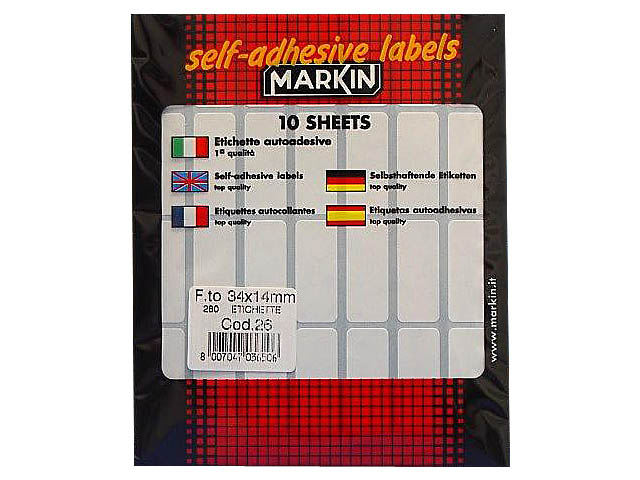 self-adhesive labels
MARKIN
10 SHEETS
Etichette autoadesive
1ª qualità
Self-adhesive labels
top quality
Selbsthaftende Etiketten
top quality
Etiquettes autocollantes
top quality
Etiquetas autoadhesivas
top quality
F.to 34x14mm
280 ETICHETTE
Cod.26
8 007047 036506
www.markin.it